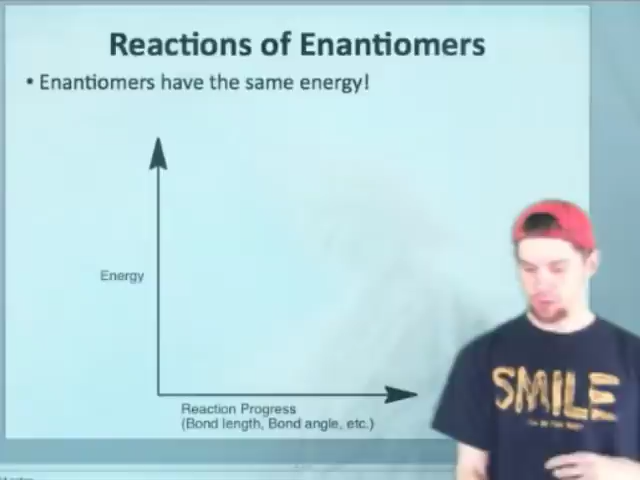 Reactions of Enantiomers
• Enantiomers have the same energy!
Energy
Reaction Progress
(Bond length, Bond angle, etc.)
SMILE